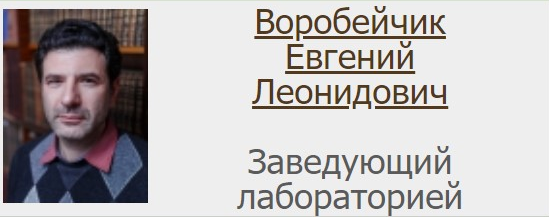 Воробейчик
Евгений
Леонидович
Заведующий
лабораторией